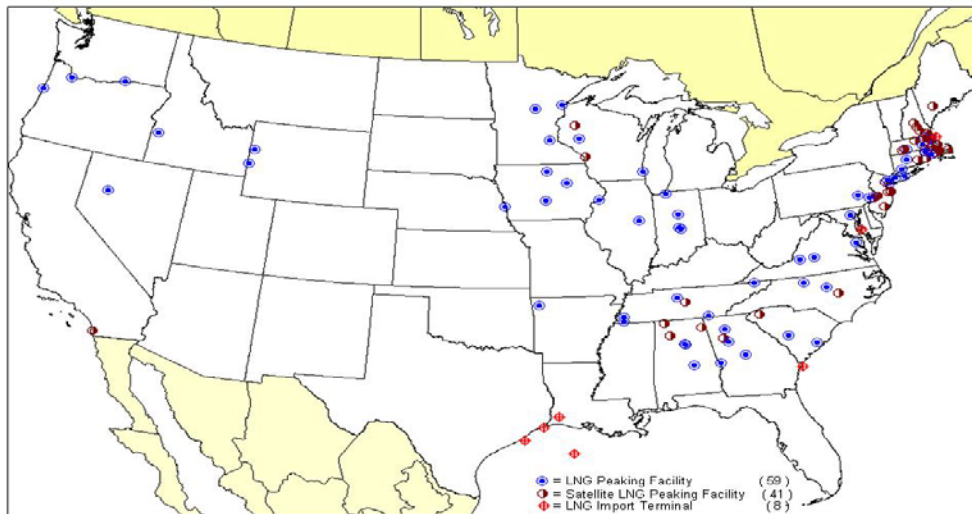 = LNG Peaking Facility (59)
= Satellite LNG Peaking Facility (41)
= LNG Import Terminal (8)